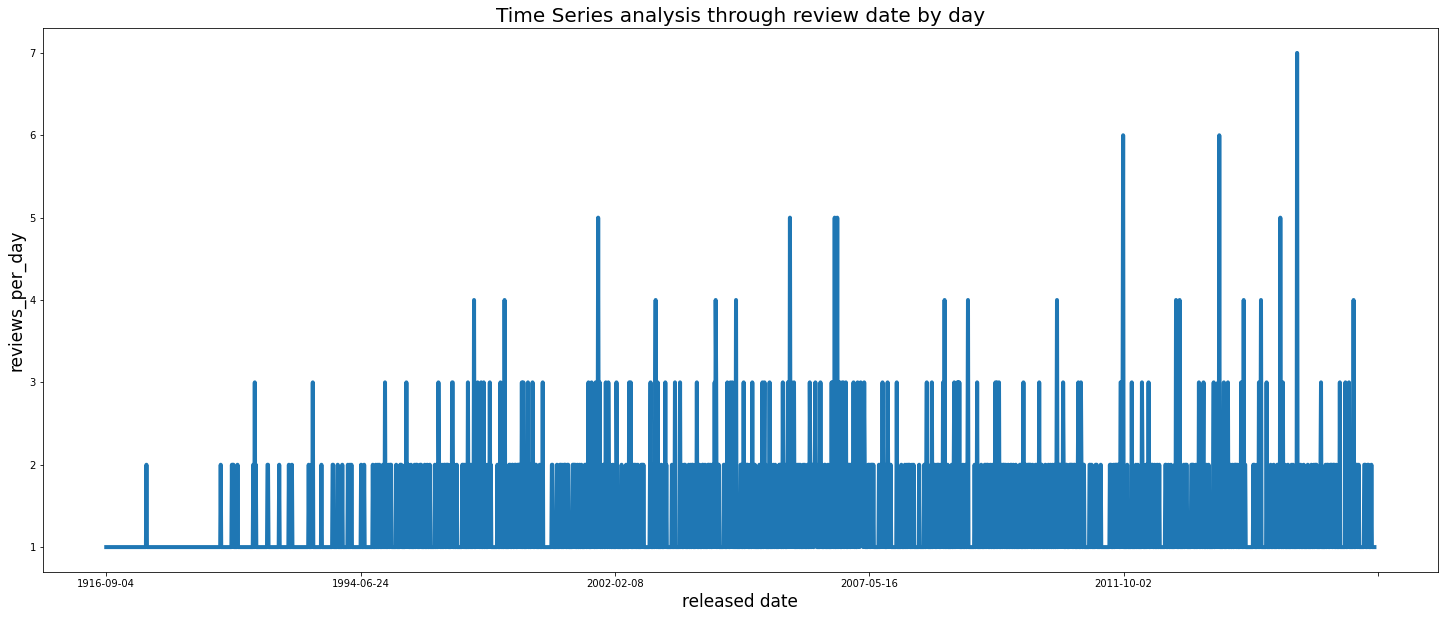 Time Series analysis through review date by day
7
6
5
4
3
2
1
reviews_per_day
1916-09-04 1994-06-24 2002-02-08 2007-05-16 2011-10-02
released date